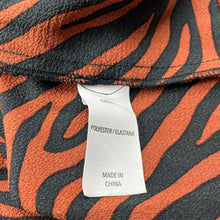 POLYESTER / ELASTANE
MADE IN
CHINA